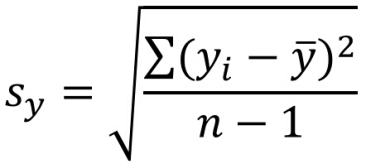 s_y = √(∑(y_i − ȳ)² / (n − 1))